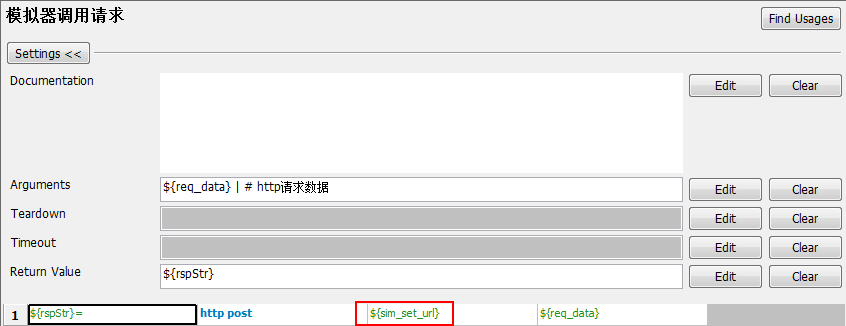 模拟器调用请求
Find Usages
Settings <<
Documentation
Edit
Clear
Arguments
${req_data} | # http请求数据
Edit
Clear
Teardown
Edit
Clear
Timeout
Edit
Clear
Return Value
${rspStr}
Edit
Clear
1 ${rspStr}= http post ${sim_set_url} ${req_data}